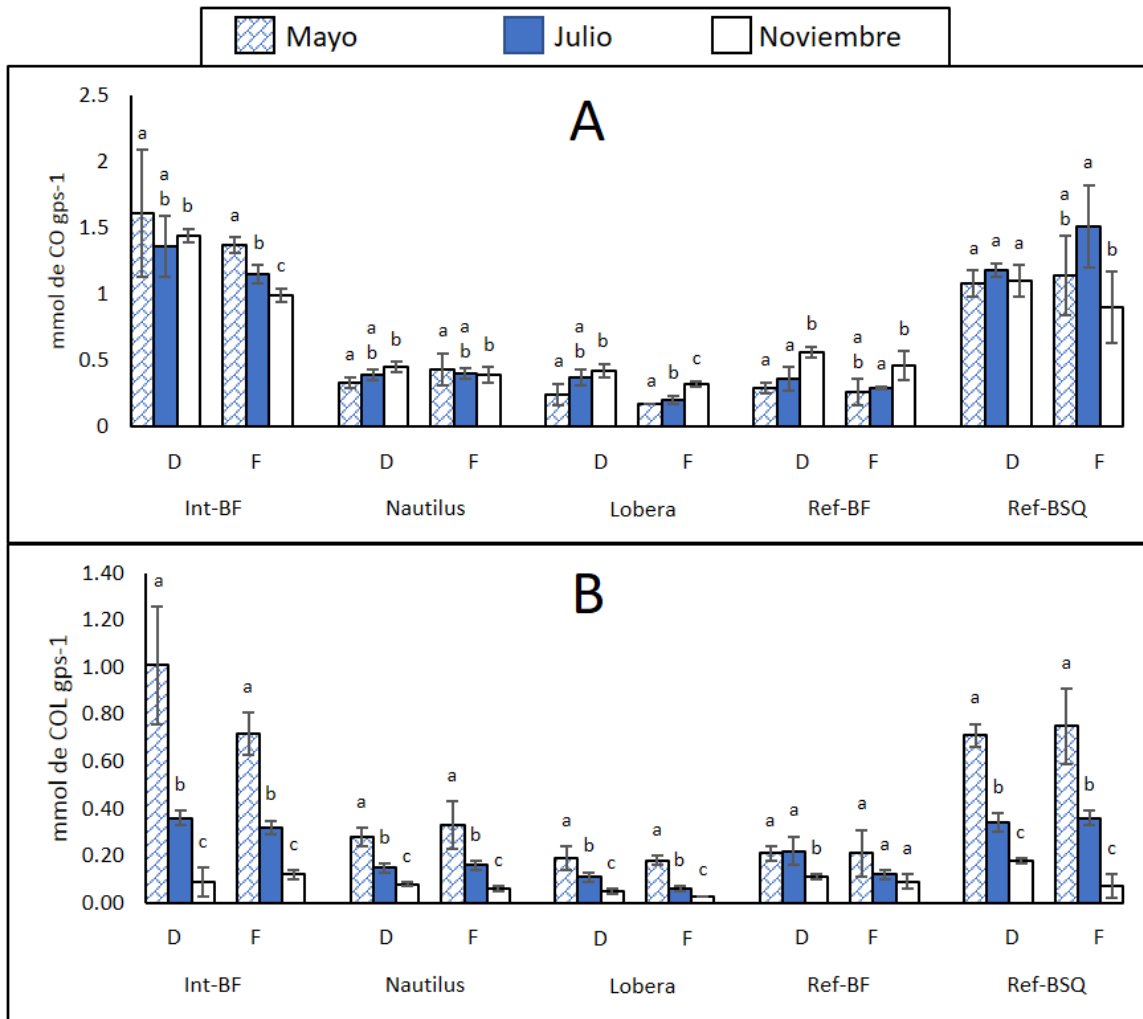 Mayo Julio Noviembre
A
mmol de CO gps-1
2.5
2
1.5
1
0.5
0
a a b b a b c a a b b a a b b a a b b a b c a a b a b a b a a a a b a b
D F D F D F D F D F
Int-BF Nautilus Lobera Ref-BF Ref-BSQ
B
mmol de COL gps-1
1.40
1.20
1.00
0.80
0.60
0.40
0.20
0.00
a b c a b c a b c a b c a b c a b c a a b a a a a b c a b c
D F D F D F D F D F
Int-BF Nautilus Lobera Ref-BF Ref-BSQ